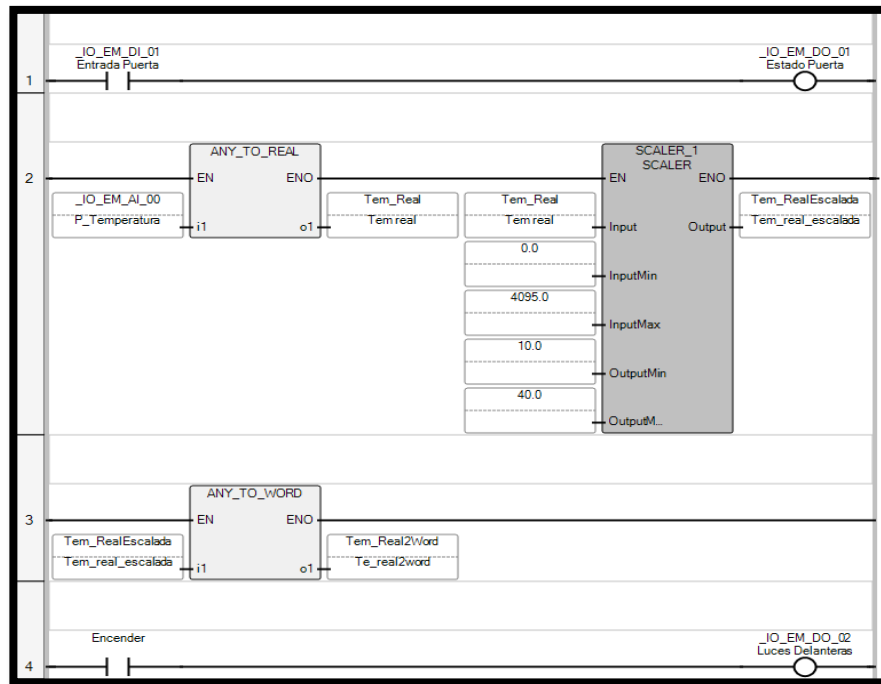 _IO_EM_DI_01
Entrada Puerta
_IO_EM_DO_01
Estado Puerta
1
ANY_TO_REAL
SCALER_1
SCALER
2
EN
ENO
EN
ENO
_IO_EM_AI_00
P_Temperatura
i1
o1
Tem_Real
Tem real
Tem_Real
Tem real
Input
Output
Tem_RealEscalada
Tem_real_escalada
0.0
InputMin
4095.0
InputMax
10.0
OutputMin
40.0
OutputM...
ANY_TO_WORD
3
EN
ENO
Tem_RealEscalada
Tem_real_escalada
i1
o1
Tem_Real2Word
Te_real2word
Encender
_IO_EM_DO_02
Luces Delanteras
4